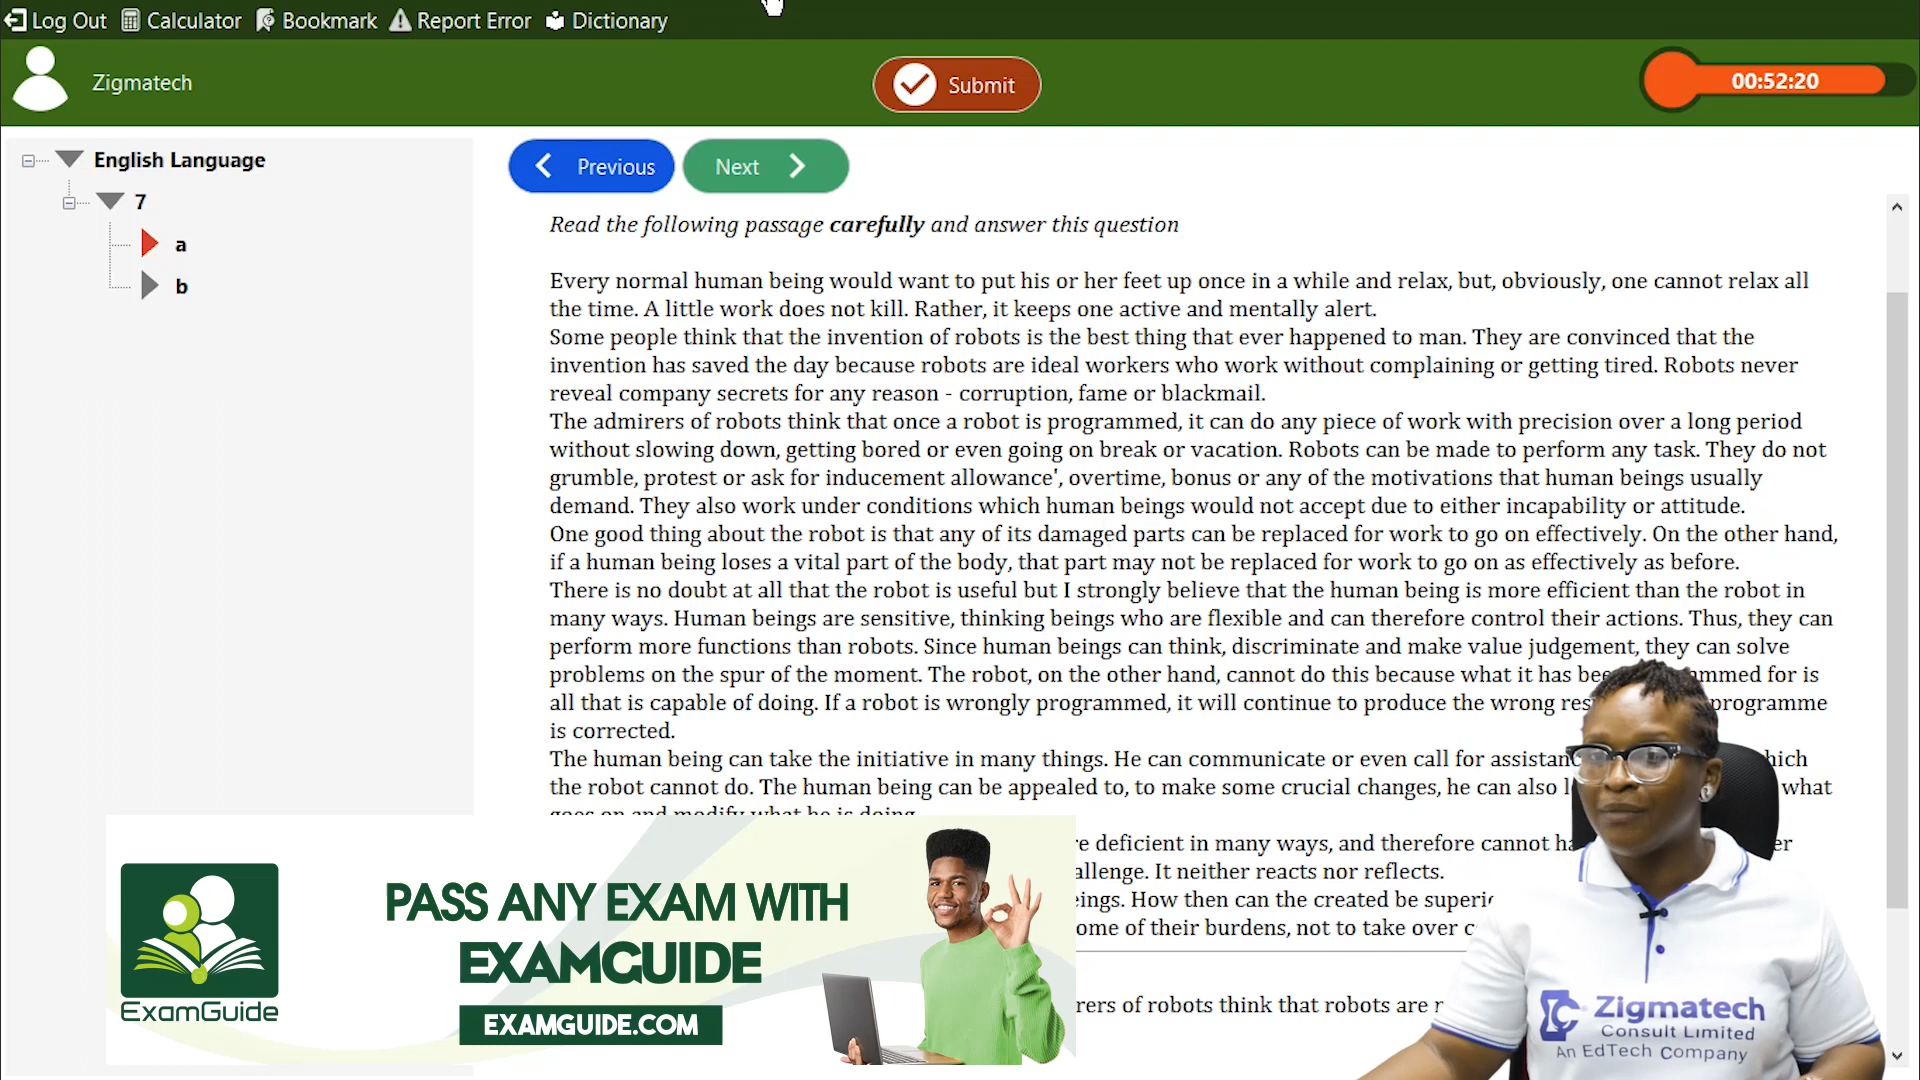 Log Out Calculator Bookmark Report Error Dictionary
Zigmatech
Submit
00:52:20
English Language
7
a
b
Previous
Next
Read the following passage carefully and answer this question
Every normal human being would want to put his or her feet up once in a while and relax, but, obviously, one cannot relax all
the time. A little work does not kill. Rather, it keeps one active and mentally alert.
Some people think that the invention of robots is the best thing that ever happened to man. They are convinced that the
invention has saved the day because robots are ideal workers who work without complaining or getting tired. Robots never
reveal company secrets for any reason - corruption, fame or blackmail.
The admirers of robots think that once a robot is programmed, it can do any piece of work with precision over a long period
without slowing down, getting bored or even going on break or vacation. Robots can be made to perform any task. They do not
grumble, protest or ask for inducement allowance', overtime, bonus or any of the motivations that human beings usually
demand. They also work under conditions which human beings would not accept due to either incapability or attitude.
One good thing about the robot is that any of its damaged parts can be replaced for work to go on effectively. On the other hand,
if a human being loses a vital part of the body, that part may not be replaced for work to go on as effectively as before.
There is no doubt at all that the robot is useful but I strongly believe that the human being is more efficient than the robot in
many ways. Human beings are sensitive, thinking beings who are flexible and can therefore control their actions. Thus, they can
perform more functions than robots. Since human beings can think, discriminate and make value judgement, they can solve
problems on the spur of the moment. The robot, on the other hand, cannot do this because what it has for is
all that is capable of doing. If a robot is wrongly programmed, it will continue to produce the wrong programme
is corrected.
The human being can take the initiative in many things. He can communicate or even call for
the robot cannot do. The human being can be appealed to, to make some crucial changes, he can also what
goes on and modify what he is doing.
deficient in many ways, and therefore cannot
It neither reacts nor reflects.
How then can the created be
of their burdens, not to take over
of robots think that robots are
ExamGuide
PASS ANY EXAM WITH
EXAMGUIDE
EXAMGUIDE.COM
Zigmatech
Consult Limited
An EdTech Company